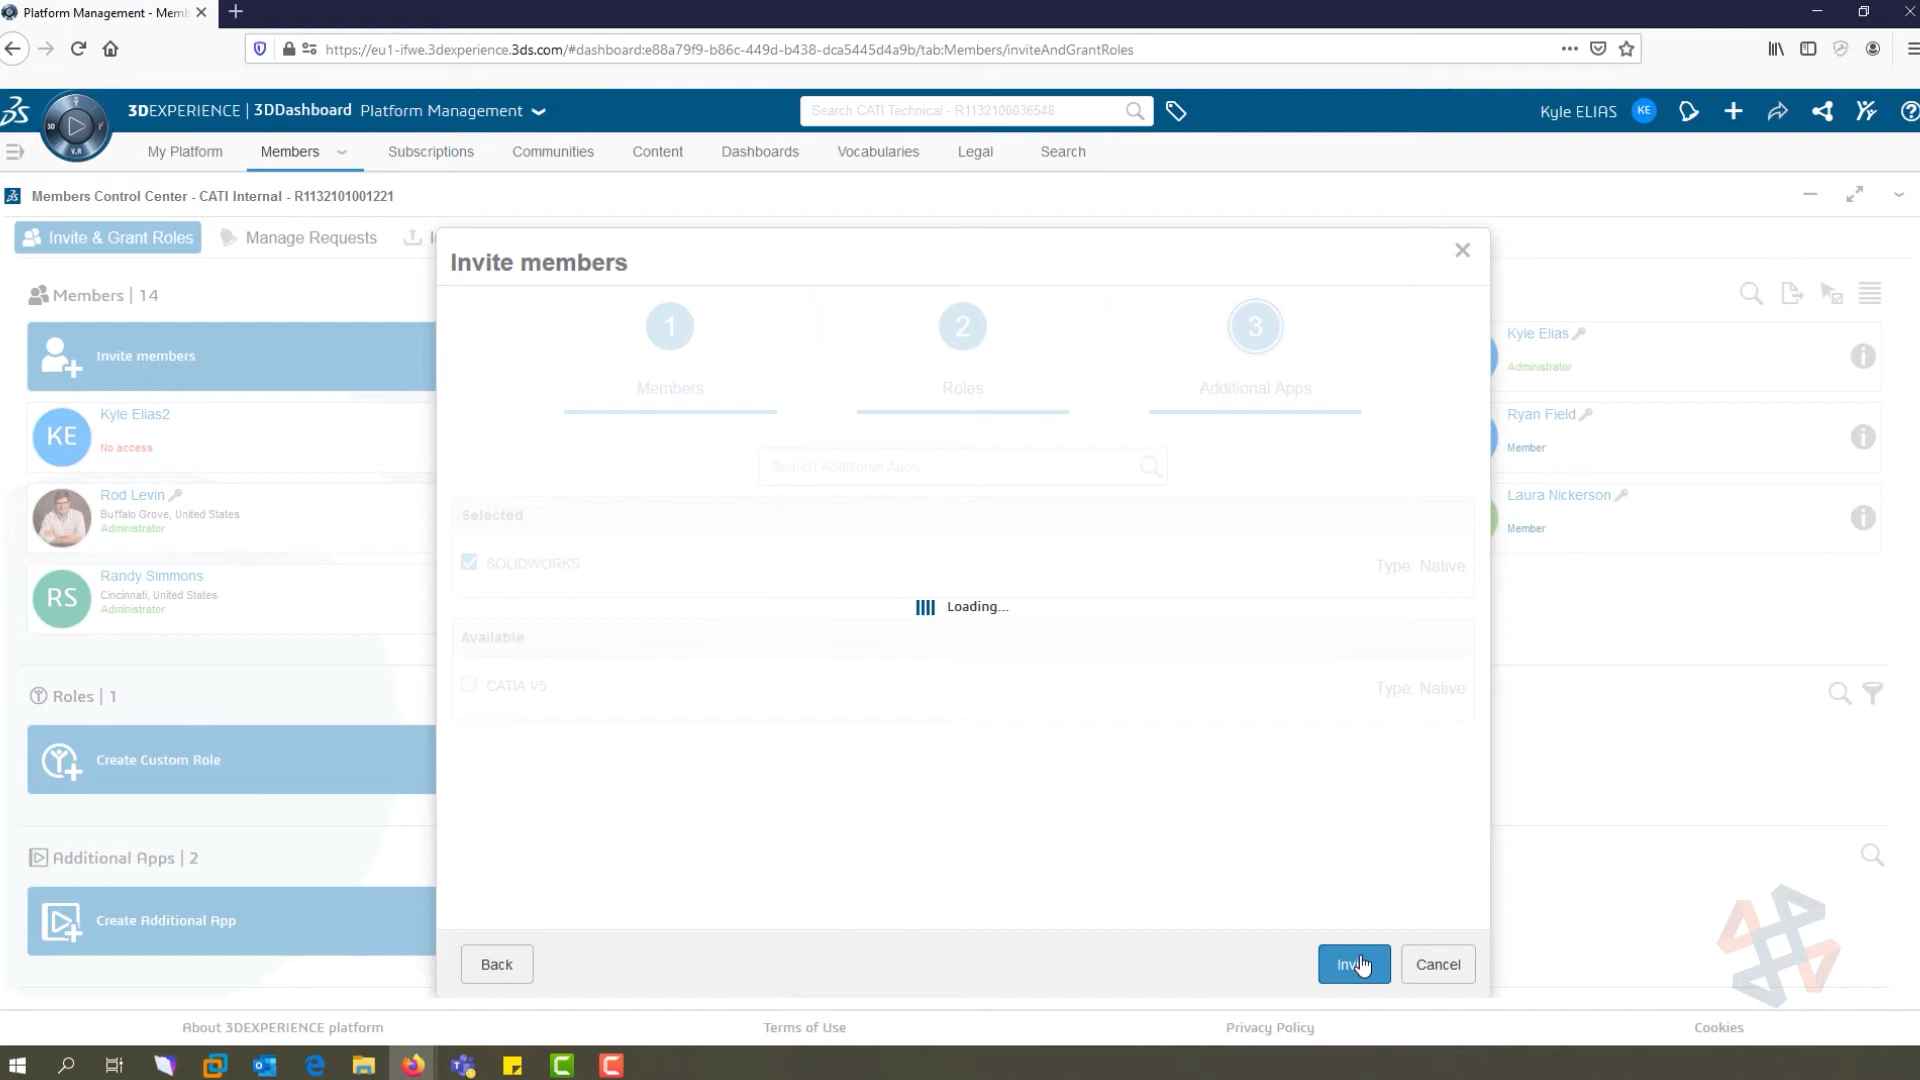 Platform Management - Memb
https://eu1-ifwe.3dexperience.3ds.com/#dashboard:e88a79f9-b86c-449d-b438-dca5445d4a9b/tab:Members/inviteAndGrantRoles
3DEXPERIENCE | 3DDashboard Platform Management
Search CATI Technical - R1132100036548
Kyle ELIAS KE
3D V.R
My Platform Members Subscriptions Communities Content Dashboards Vocabularies Legal Search
Members Control Center - CATI Internal - R1132101001221
Invite & Grant Roles Manage Requests
Invite members
Members | 14
1 2 3
Members Roles Additional Apps
Invite members
Kyle Elias
Administrator
KE Kyle Elias2
No access
Ryan Field
Member
Search Additional Apps
Rod Levin
Buffalo Grove, United States
Administrator
Laura Nickerson
Member
Selected
SOLIDWORKS Type: Native
RS Randy Simmons
Cincinnati, United States
Administrator
Loading...
Available
CATIA V5 Type: Native
Roles | 1
Create Custom Role
Additional Apps | 2
Create Additional App
Back Cancel
About 3DEXPERIENCE platform Terms of Use Privacy Policy Cookies